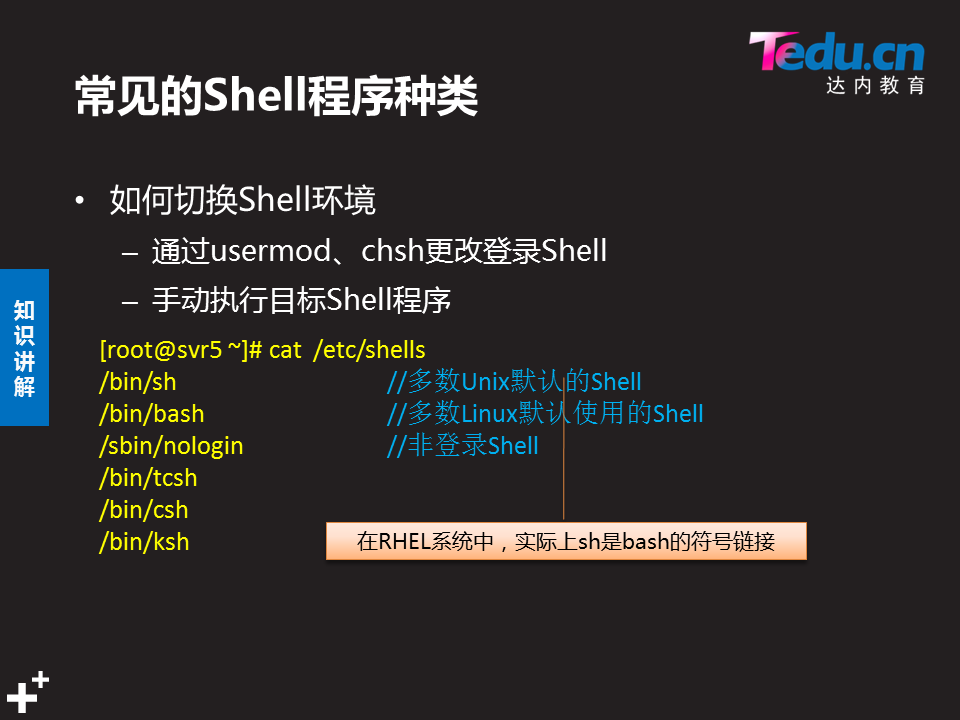 Tedu.cn
达内教育
常见的Shell程序种类
• 如何切换Shell环境
– 通过usermod、chsh更改登录Shell
– 手动执行目标Shell程序
知识讲解
[root@svr5 ~]# cat /etc/shells
/bin/sh //多数Unix默认的Shell
/bin/bash //多数Linux默认使用的Shell
/sbin/nologin //非登录Shell
/bin/tcsh
/bin/csh
/bin/ksh
在RHEL系统中，实际上sh是bash的符号链接